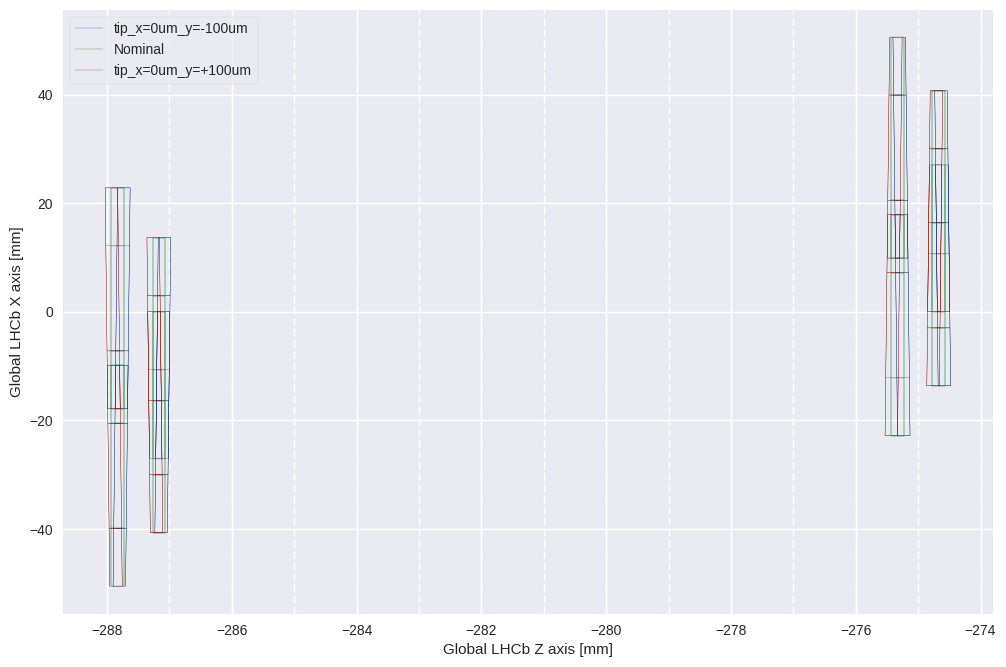 tip_x=0um_y=-100um
Nominal
tip_x=0um_y=+100um
40
20
0
−20
−40
Global LHCb X axis [mm]
−288 −286 −284 −282 −280 −278 −276 −274
Global LHCb Z axis [mm]